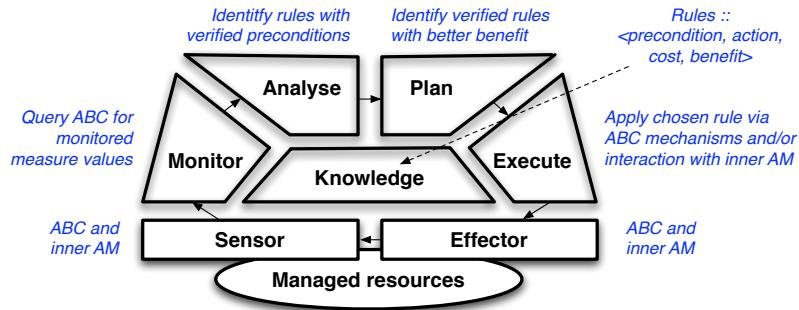 Identitfy rules with
verified preconditions
Identify verified rules
with better benefit
Rules ::
<precondition, action,
cost, benefit>
Analyse
Plan
Query ABC for
monitored
measure values
Monitor
Knowledge
Execute
Apply chosen rule via
ABC mechanisms and/or
interaction with inner AM
ABC and
inner AM
Sensor
Effector
ABC and
inner AM
Managed resources